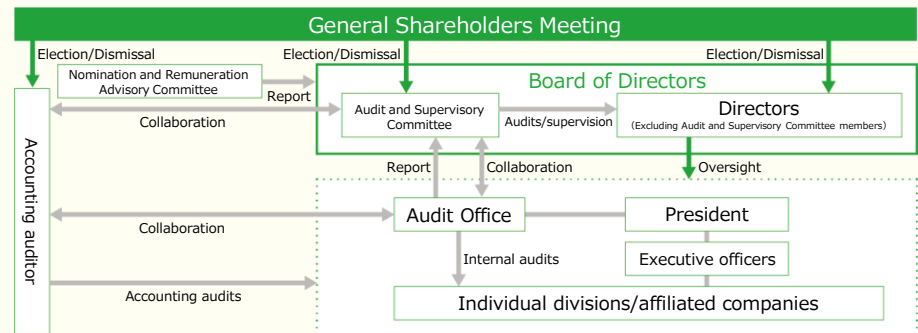 General Shareholders Meeting
Election/Dismissal
Election/Dismissal
Election/Dismissal
Nomination and Remuneration
Advisory Committee
Report
Board of Directors
Collaboration
Audit and Supervisory
Committee
Audits/supervision
Directors
(Excluding Audit and Supervisory Committee members)
Accounting auditor
Report
Collaboration
Oversight
Collaboration
Audit Office
President
Internal audits
Executive officers
Accounting audits
Individual divisions/affiliated companies